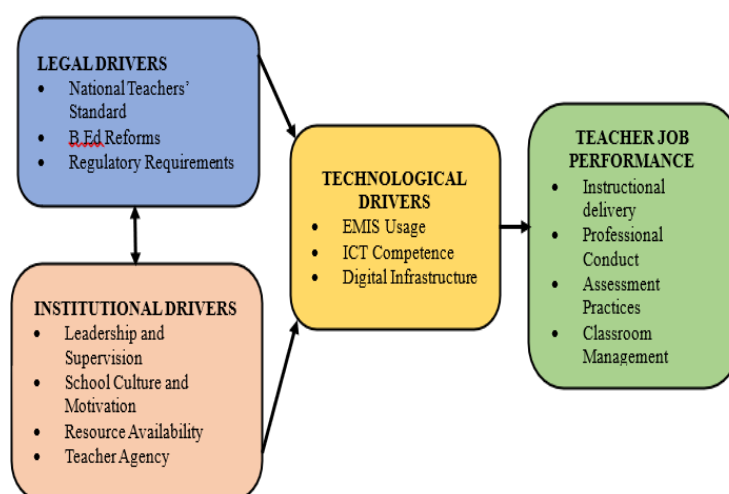 LEGAL DRIVERS
• National Teachers’
Standard
• B.Ed Reforms
• Regulatory Requirements
INSTITUTIONAL DRIVERS
• Leadership and
Supervision
• School Culture and
Motivation
• Resource Availability
• Teacher Agency
TECHNOLOGICAL
DRIVERS
• EMIS Usage
• ICT Competence
• Digital Infrastructure
TEACHER JOB
PERFORMANCE
• Instructional
delivery
• Professional
Conduct
• Assessment
Practices
• Classroom
Management